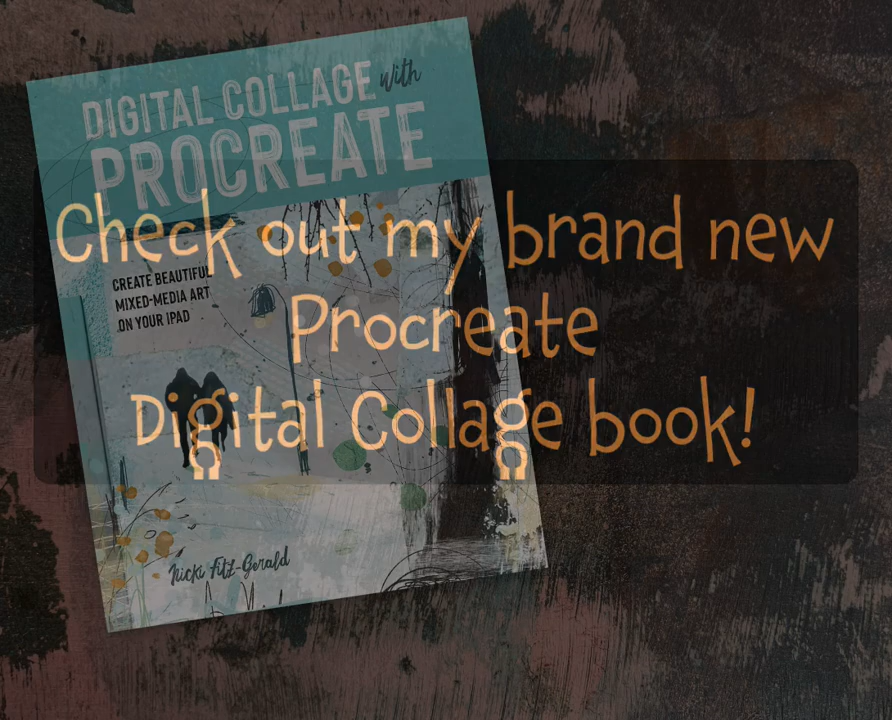 DIGITAL COLLAGE with
PROCREATE
Check out my brand new
CREATE BEAUTIFUL
MIXED-MEDIA ART
ON YOUR IPAD
Procreate
Digital Collage book!
Nicki Fitz-Gerald